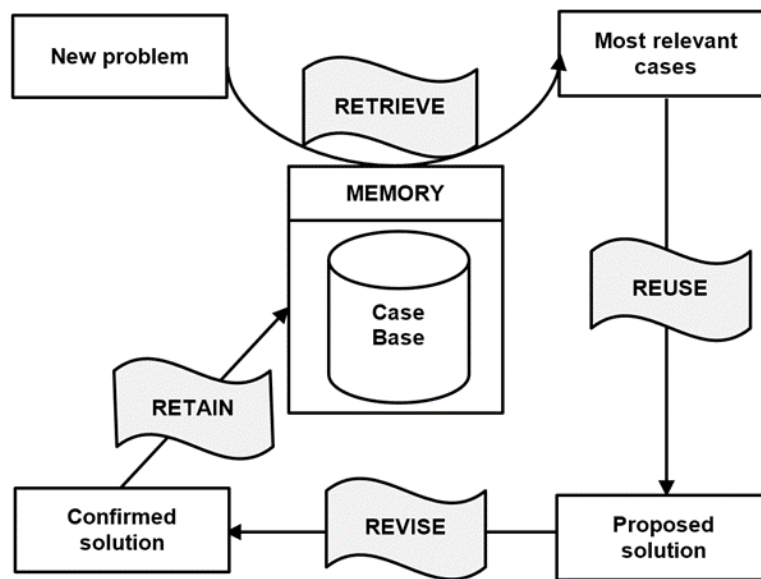 New problem
Most relevant
cases
RETRIEVE
MEMORY
Case
Base
REUSE
RETAIN
Confirmed
solution
REVISE
Proposed
solution